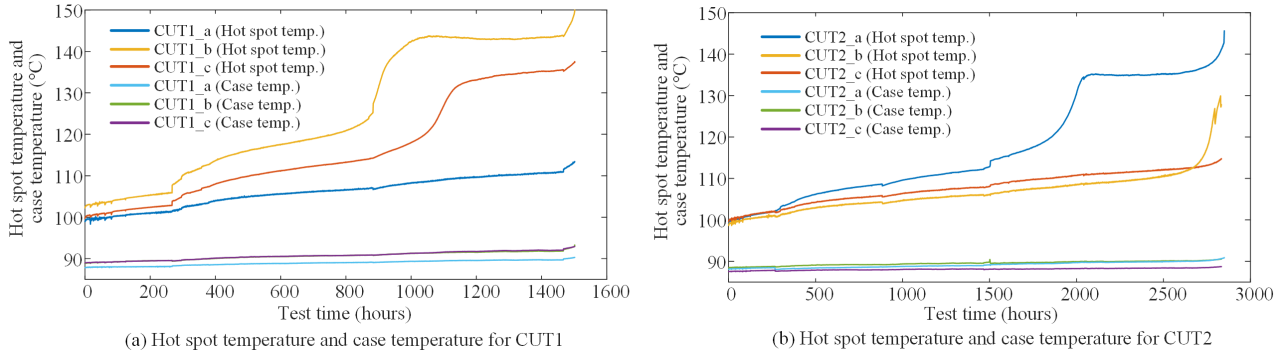 Hot spot temperature and
case temperature (°C)
150
140
130
120
110
100
90
CUT1_a (Hot spot temp.)
CUT1_b (Hot spot temp.)
CUT1_c (Hot spot temp.)
CUT1_a (Case temp.)
CUT1_b (Case temp.)
CUT1_c (Case temp.)
0 200 400 600 800 1000 1200 1400 1600
Test time (hours)
(a) Hot spot temperature and case temperature for CUT1
Hot spot temperature and
case temperature (℃)
150
140
130
120
110
100
90
CUT2_a (Hot spot temp.)
CUT2_b (Hot spot temp.)
CUT2_c (Hot spot temp.)
CUT2_a (Case temp.)
CUT2_b (Case temp.)
CUT2_c (Case temp.)
0 500 1000 1500 2000 2500 3000
Test time (hours)
(b) Hot spot temperature and case temperature for CUT2